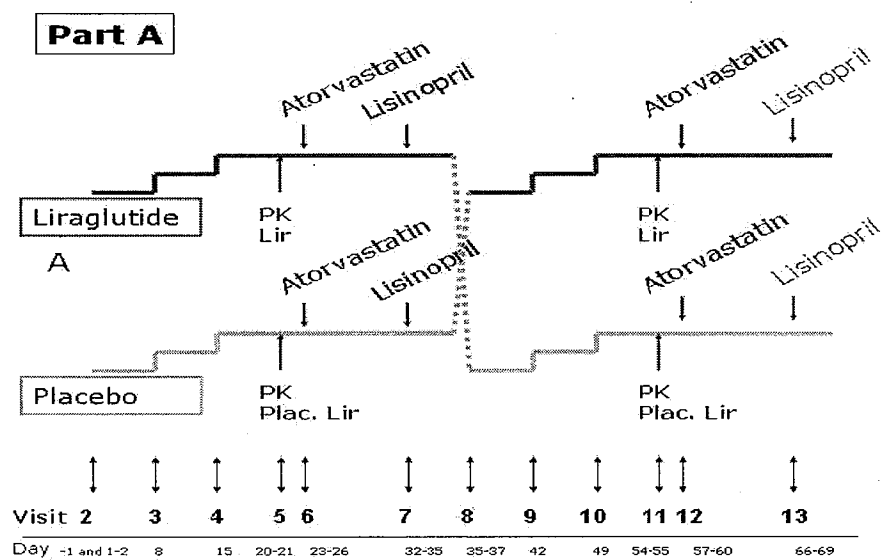 Part A
Atorvastatin
Lisinopril
Atorvastatin
Lisinopril
Liraglutide
PK
Lir
PK
Lir
A
Atorvastatin
Lisinopril
Atorvastatin
Lisinopril
Placebo
PK
Plac. Lir
PK
Plac. Lir
Visit 2 3 4 5 6 7 8 9 10 11 12 13
Day -1 and 1-2 8 15 20-21 23-26 32-35 35-37 42 49 54-55 57-60 66-69